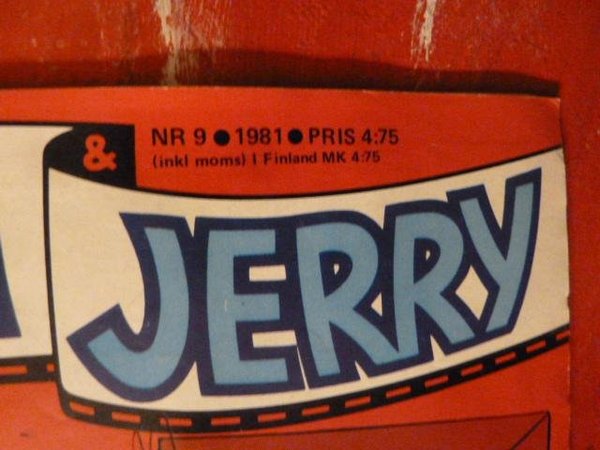 &
NR 9 ● 1981 ● PRIS 4:75
(inkl moms) I Finland MK 4:75
JERRY